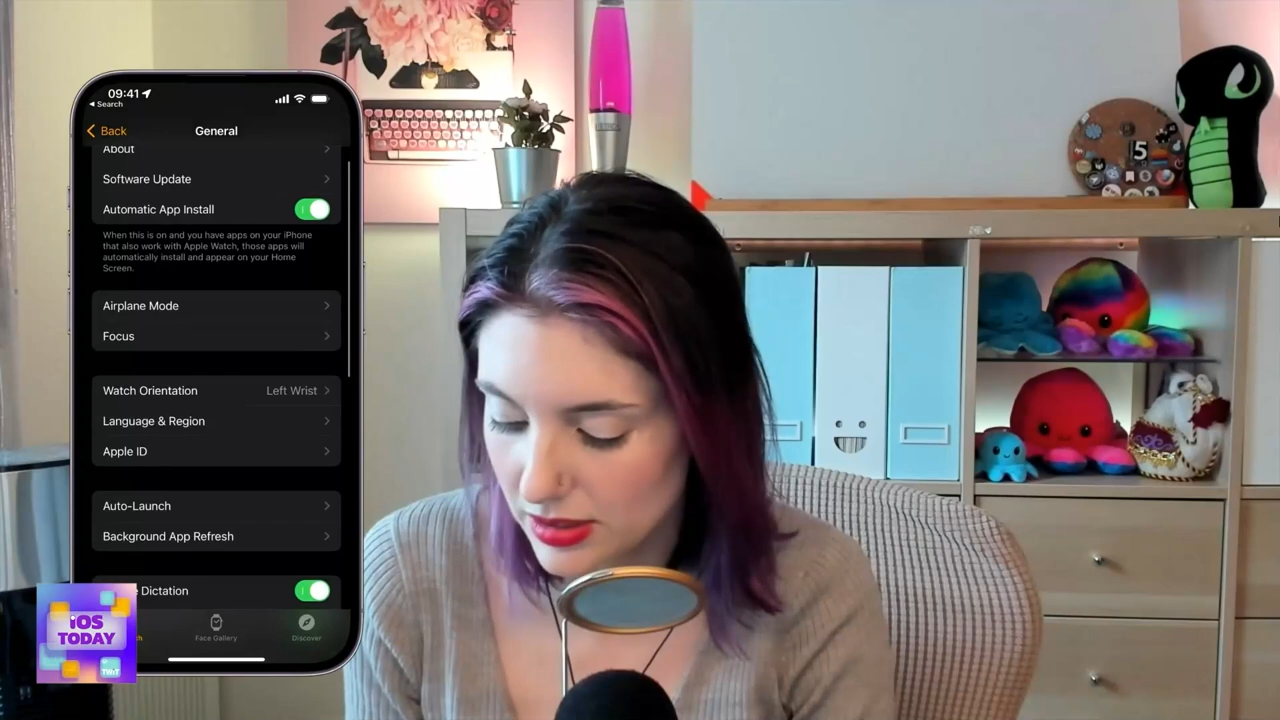 09:41
Search
Back
General
About
Software Update
Automatic App Install
When this is on and you have apps on your iPhone
that also work with Apple Watch, those apps will
automatically install and appear on your Home
Screen.
Airplane Mode
Focus
Watch Orientation
Left Wrist
Language & Region
Apple ID
Auto-Launch
Background App Refresh
Dictation
Face Gallery
Discover
iOS
TODAY
TWiT
5